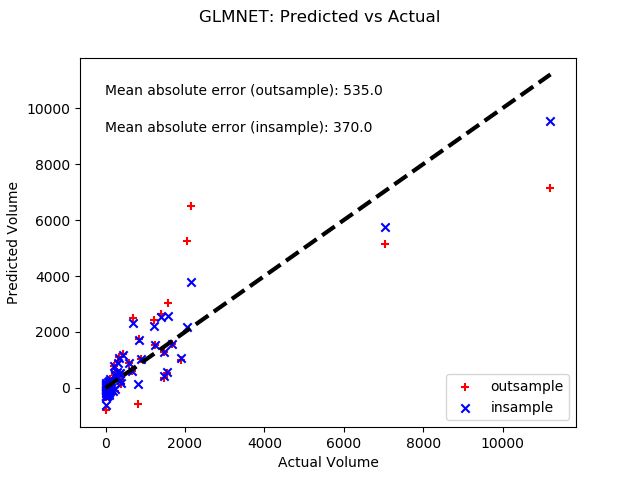 GLMNET: Predicted vs Actual
Mean absolute error (outsample): 535.0
Mean absolute error (insample): 370.0
Predicted Volume
10000
8000
6000
4000
2000
0
outsample
insample
0 2000 4000 6000 8000 10000
Actual Volume